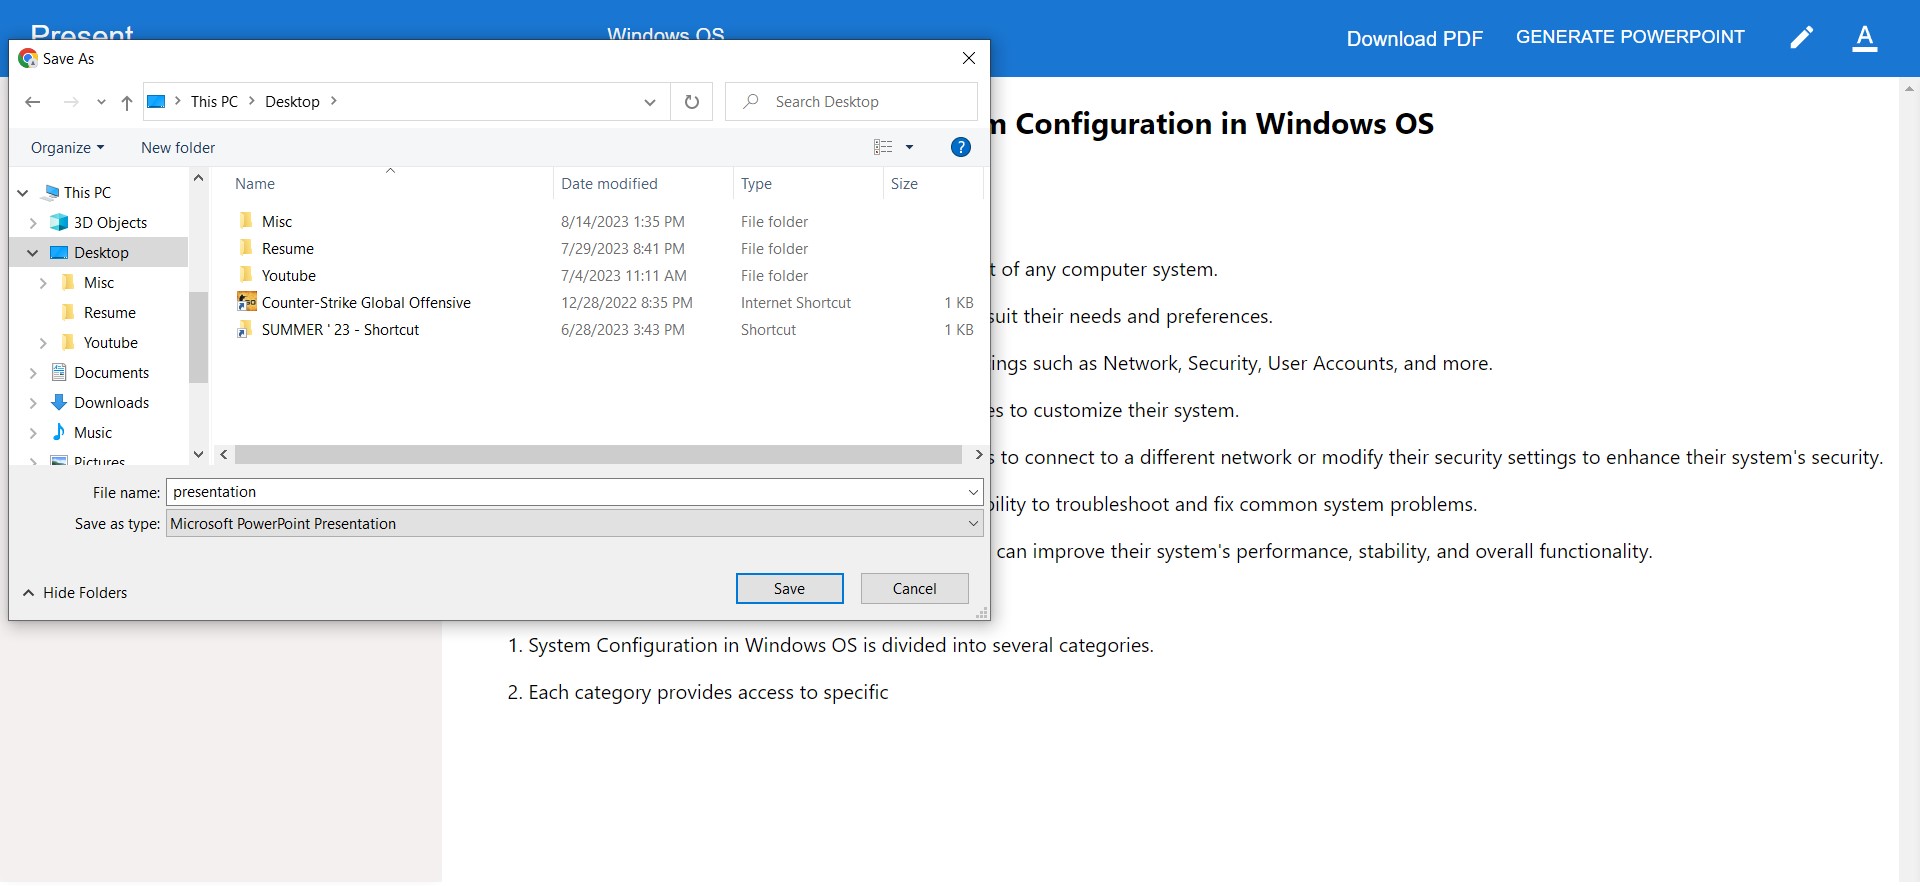 Present
Windows OS
Download PDF
GENERATE POWERPOINT
A
Save As
This PC
Desktop
Search Desktop
Organize
New folder
?
This PC
3D Objects
Desktop
Misc
Resume
Youtube
Documents
Downloads
Music
Pictures
Name
Date modified
Type
Size
Misc 8/14/2023 1:35 PM File folder
Resume 7/29/2023 8:41 PM File folder
Youtube 7/4/2023 11:11 AM File folder
Counter-Strike Global Offensive 12/28/2022 8:35 PM Internet Shortcut 1 KB
SUMMER ' 23 - Shortcut 6/28/2023 3:43 PM Shortcut 1 KB
File name: presentation
Save as type: Microsoft PowerPoint Presentation
Hide Folders
Save
Cancel
m Configuration in Windows OS
t of any computer system.
suit their needs and preferences.
ings such as Network, Security, User Accounts, and more.
es to customize their system.
s to connect to a different network or modify their security settings to enhance their system's security.
bility to troubleshoot and fix common system problems.
can improve their system's performance, stability, and overall functionality.
1. System Configuration in Windows OS is divided into several categories.
2. Each category provides access to specific